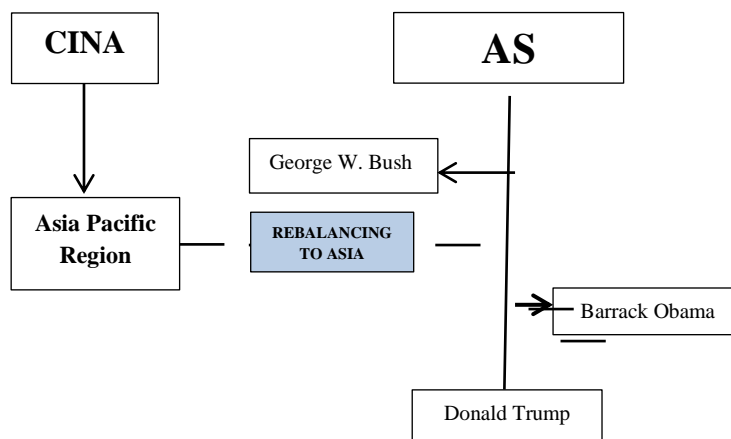 CINA
AS
George W. Bush
Asia Pacific
Region
REBALANCING
TO ASIA
Barrack Obama
Donald Trump